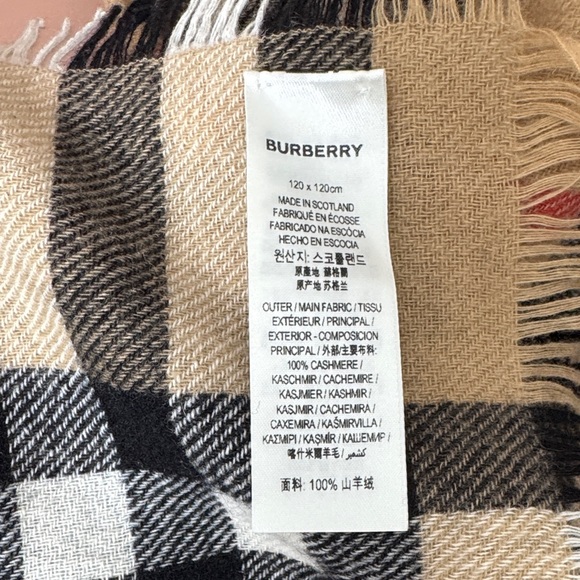 BURBERRY
120 x 120cm
MADE IN SCOTLAND
FABRIQUÉ EN ÉCOSSE
FABRICADO NA ESCÒCIA
HECHO EN ESCOCIA
원산지: 스코틀랜드
原產地 蘇格蘭
原产地 苏格兰
OUTER / MAIN FABRIC / TISSU
EXTÉRIEUR / PRINCIPAL /
EXTERIOR - COMPOSICION
PRINCIPAL / 外部/主要布料:
100% CASHMERE /
KASCHMIR / CACHEMIRE /
KASJMIER / KASHMIR /
KASJMIR / CACHEMIRA /
CAXEMIRA / KAŠMIRVILLA /
ΚΑΣΜΙΡΙ / KAŞMİR / КАШЕМИР /
喀什米爾羊毛 / كشمير
面料: 100% 山羊绒